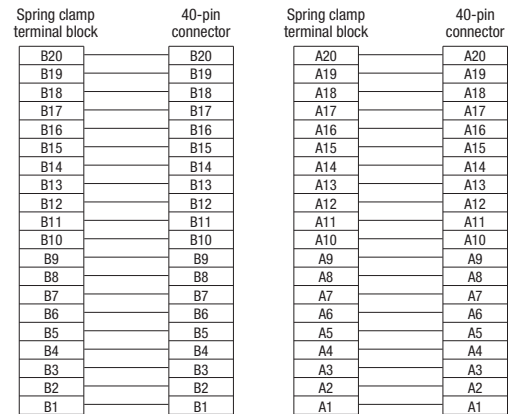 Spring clamp 40-pin Spring clamp 40-pin
terminal block connector terminal block connector
B20 B20 A20 A20
B19 B19 A19 A19
B18 B18 A18 A18
B17 B17 A17 A17
B16 B16 A16 A16
B15 B15 A15 A15
B14 B14 A14 A14
B13 B13 A13 A13
B12 B12 A12 A12
B11 B11 A11 A11
B10 B10 A10 A10
B9 B9 A9 A9
B8 B8 A8 A8
B7 B7 A7 A7
B6 B6 A6 A6
B5 B5 A5 A5
B4 B4 A4 A4
B3 B3 A3 A3
B2 B2 A2 A2
B1 B1 A1 A1